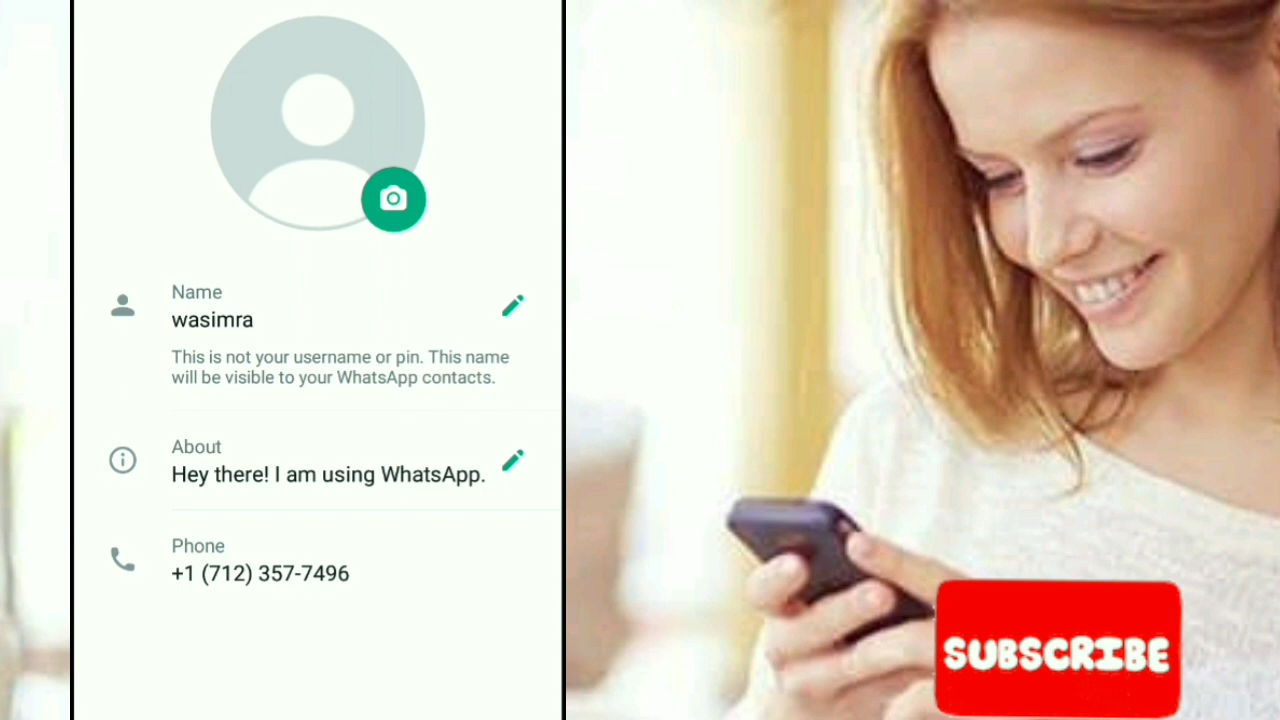 Name
wasimra
This is not your username or pin. This name
will be visible to your WhatsApp contacts.
About
Hey there! I am using WhatsApp.
Phone
+1 (712) 357-7496
SUBSCRIBE